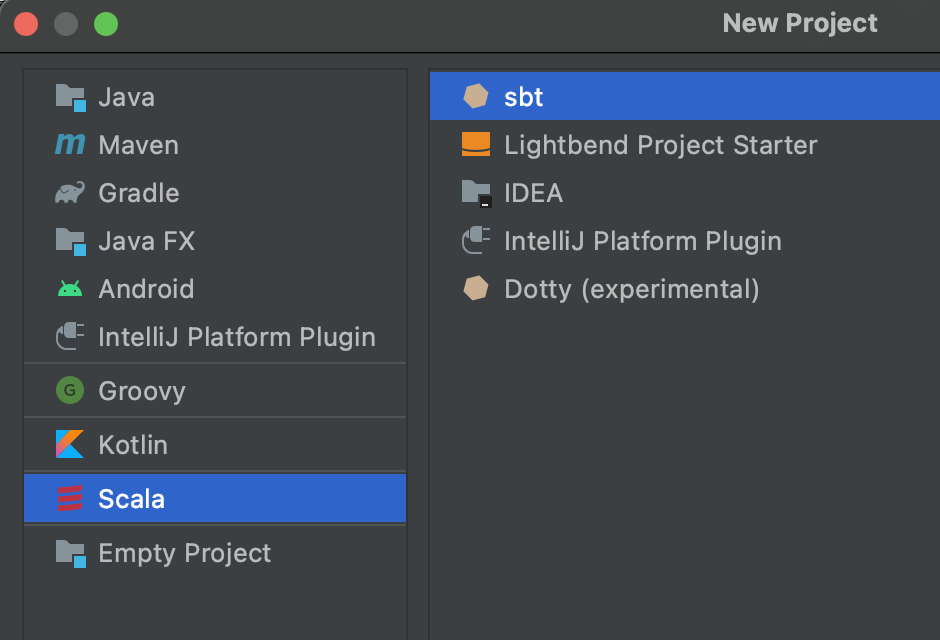 New Project
Java
Maven
Gradle
Java FX
Android
IntelliJ Platform Plugin
Groovy
Kotlin
Scala
Empty Project
sbt
Lightbend Project Starter
IDEA
IntelliJ Platform Plugin
Dotty (experimental)